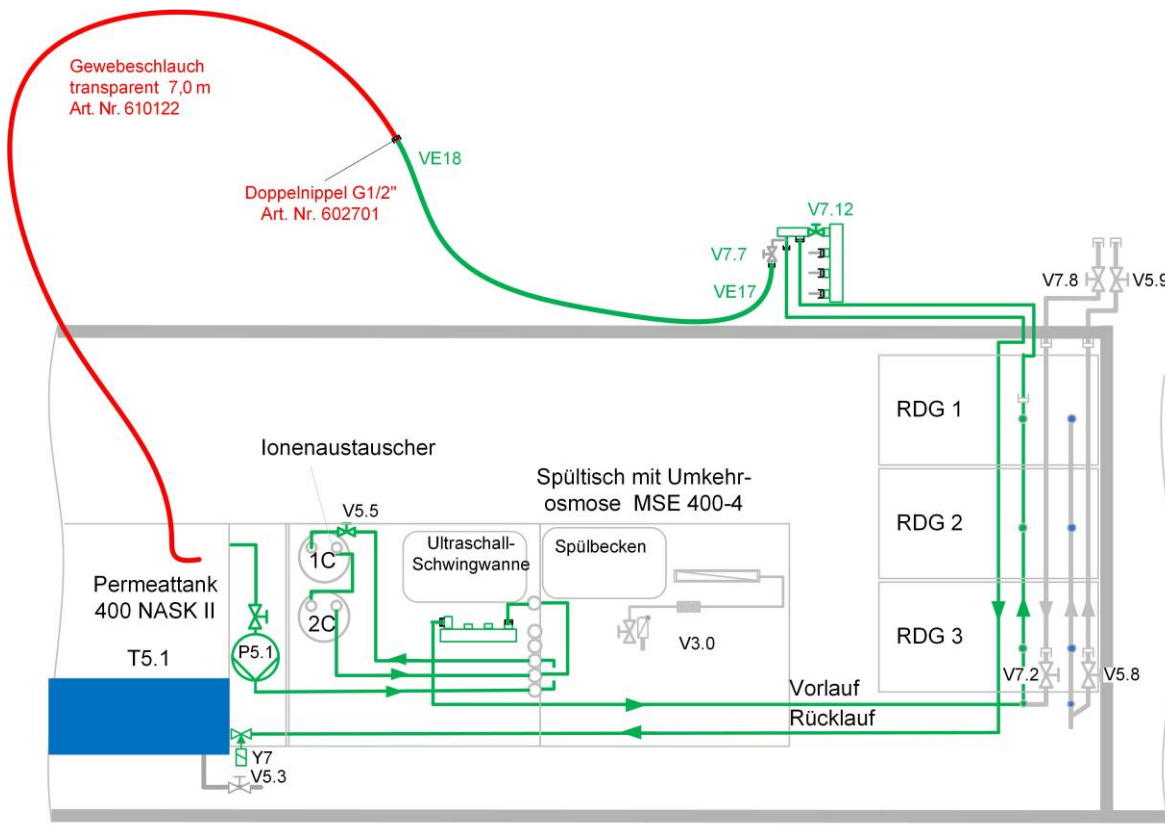 Gewebeschlauch
transparent 7,0 m
Art. Nr. 610122
VE18
Doppelnippel G1/2"
Art. Nr. 602701
V7.12
V7.7
VE17
V7.8
V5.9
RDG 1
Ionenaustauscher
Spültisch mit Umkehr-
osmose MSE 400-4
V5.5
RDG 2
Ultraschall-
Schwingwanne
Spülbecken
1C
Permeattank
400 NASK II
2C
T5.1
P5.1
V3.0
RDG 3
V7.2
V5.8
Vorlauf
Rücklauf
Y7
V5.3